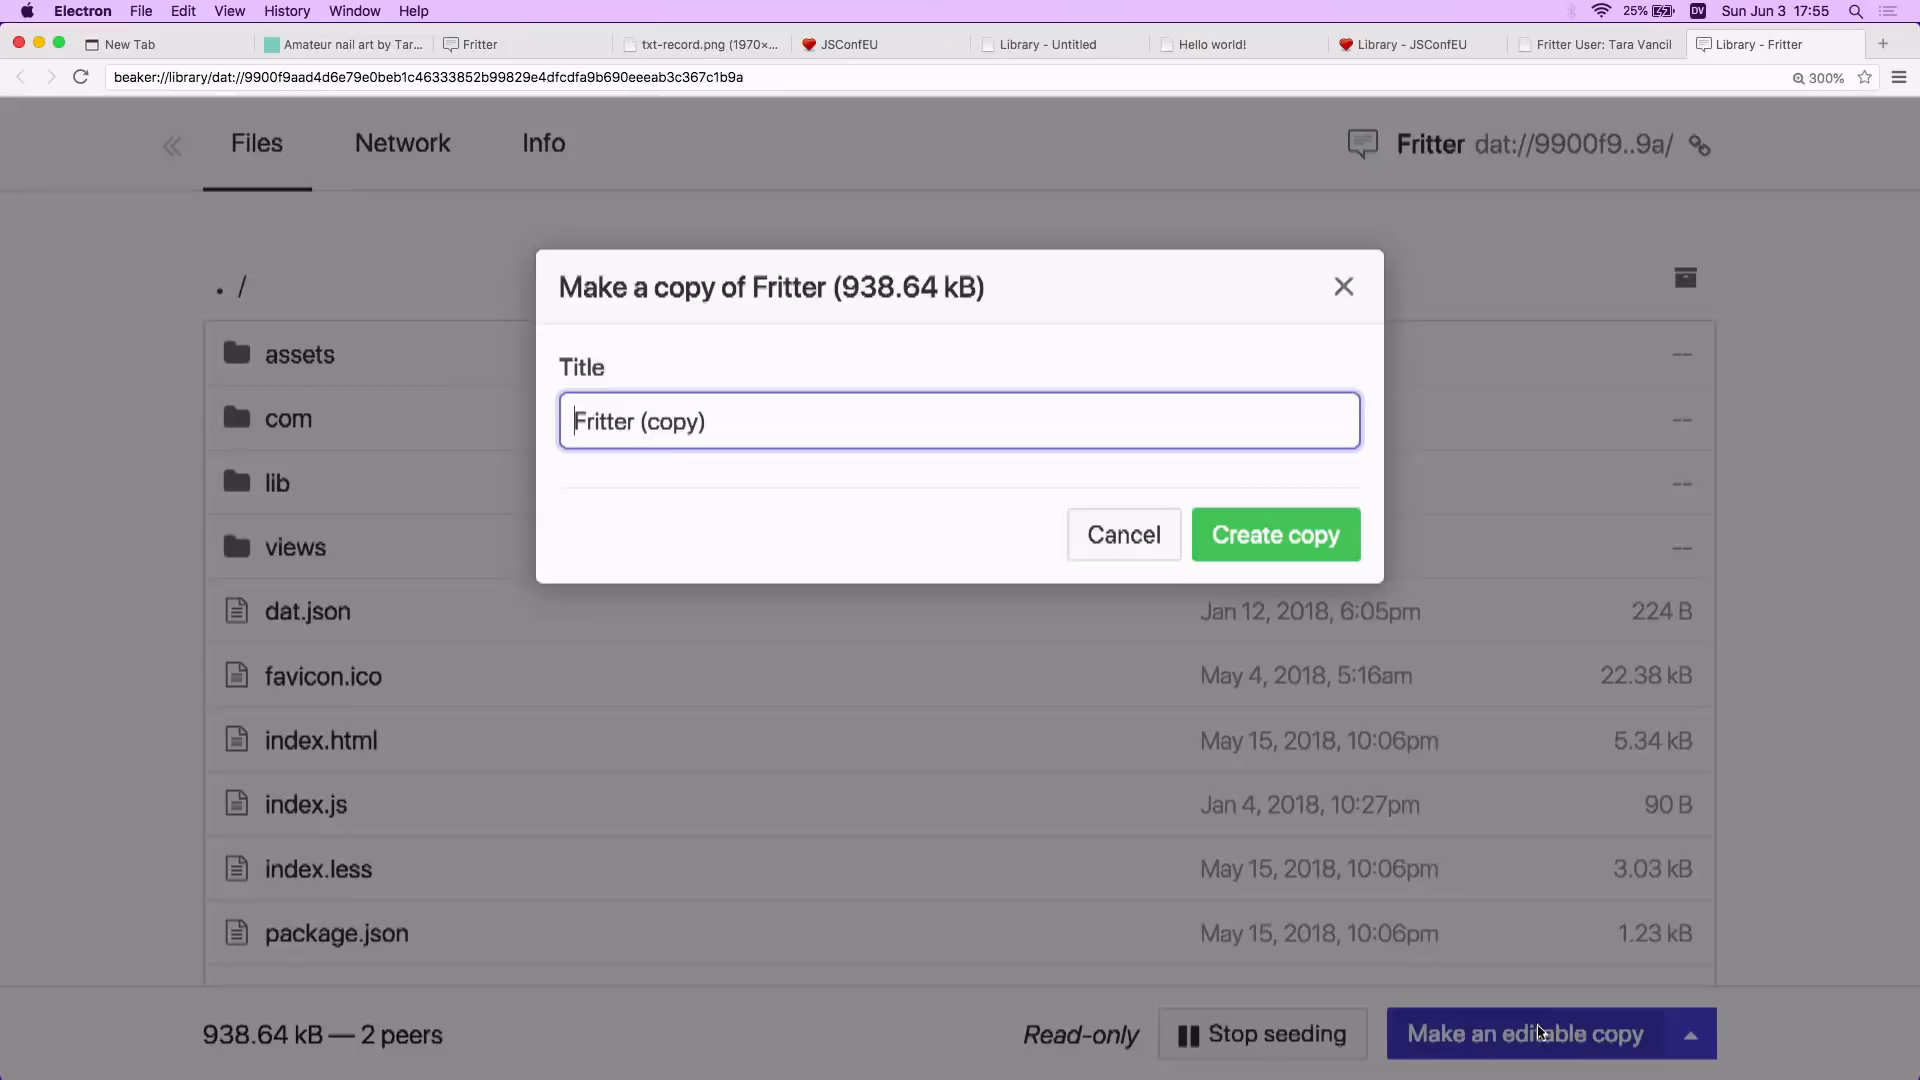 Electron File Edit View History Window Help 25% DV Sun Jun 3 17:55
New Tab Amateur nail art by Tar... Fritter txt-record.png (1970×... JSConfEU Library - Untitled Hello world! Library - JSConfEU Fritter User: Tara Vancil Library - Fritter
beaker://library/dat://9900f9aad4d6e79e0beb1c46333852b99829e4dfcdfa9b690eeeab3c367c1b9a 300%
Files Network Info Fritter dat://9900f9..9a/
• /
Make a copy of Fritter (938.64 kB)
Title
Fritter (copy)
Cancel Create copy
assets --
com --
lib --
views --
dat.json Jan 12, 2018, 6:05pm 224 B
favicon.ico May 4, 2018, 5:16am 22.38 kB
index.html May 15, 2018, 10:06pm 5.34 kB
index.js Jan 4, 2018, 10:27pm 90 B
index.less May 15, 2018, 10:06pm 3.03 kB
package.json May 15, 2018, 10:06pm 1.23 kB
938.64 kB — 2 peers Read-only Stop seeding Make an editable copy